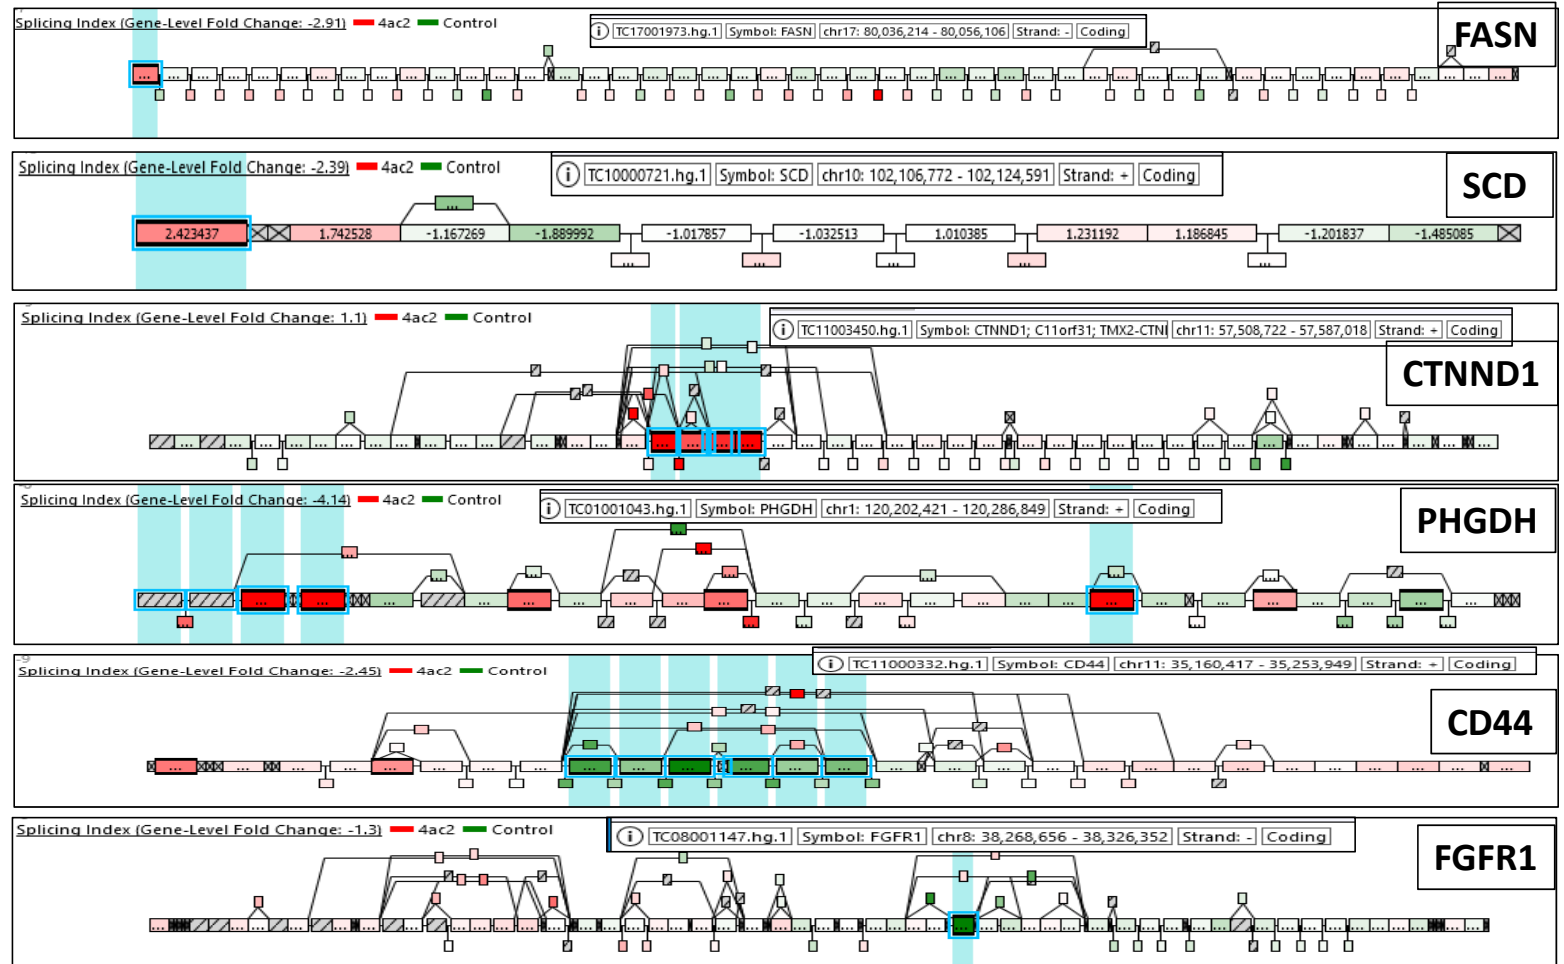 Splicing Index (Gene-Level Fold Change: -2.91) 4ac2 Control
i TC17001973.hg.1 Symbol: FASN chr17: 80,036,214 - 80,056,106 Strand: - Coding
FASN
Splicing Index (Gene-Level Fold Change: -2.39) 4ac2 Control
i TC10000721.hg.1 Symbol: SCD chr10: 102,106,772 - 102,124,591 Strand: + Coding
SCD
2.423437 1.742528 -1.167269 -1.889992 -1.017857 -1.032513 1.010385 1.231192 1.186845 -1.201837 -1.485085
Splicing Index (Gene-Level Fold Change: 1.1) 4ac2 Control
i TC11003450.hg.1 Symbol: CTNND1; C11orf31; TMX2-CTNI chr11: 57,508,722 - 57,587,018 Strand: + Coding
CTNND1
Splicing Index (Gene-Level Fold Change: -4.14) 4ac2 Control
i TC01001043.hg.1 Symbol: PHGDH chr1: 120,202,421 - 120,286,849 Strand: + Coding
PHGDH
-9
Splicing Index (Gene-Level Fold Change: -2.45) 4ac2 Control
i TC11000332.hg.1 Symbol: CD44 chr11: 35,160,417 - 35,253,949 Strand: + Coding
CD44
Splicing Index (Gene-Level Fold Change: -1.3) 4ac2 Control
i TC08001147.hg.1 Symbol: FGFR1 chr8: 38,268,656 - 38,326,352 Strand: - Coding
FGFR1